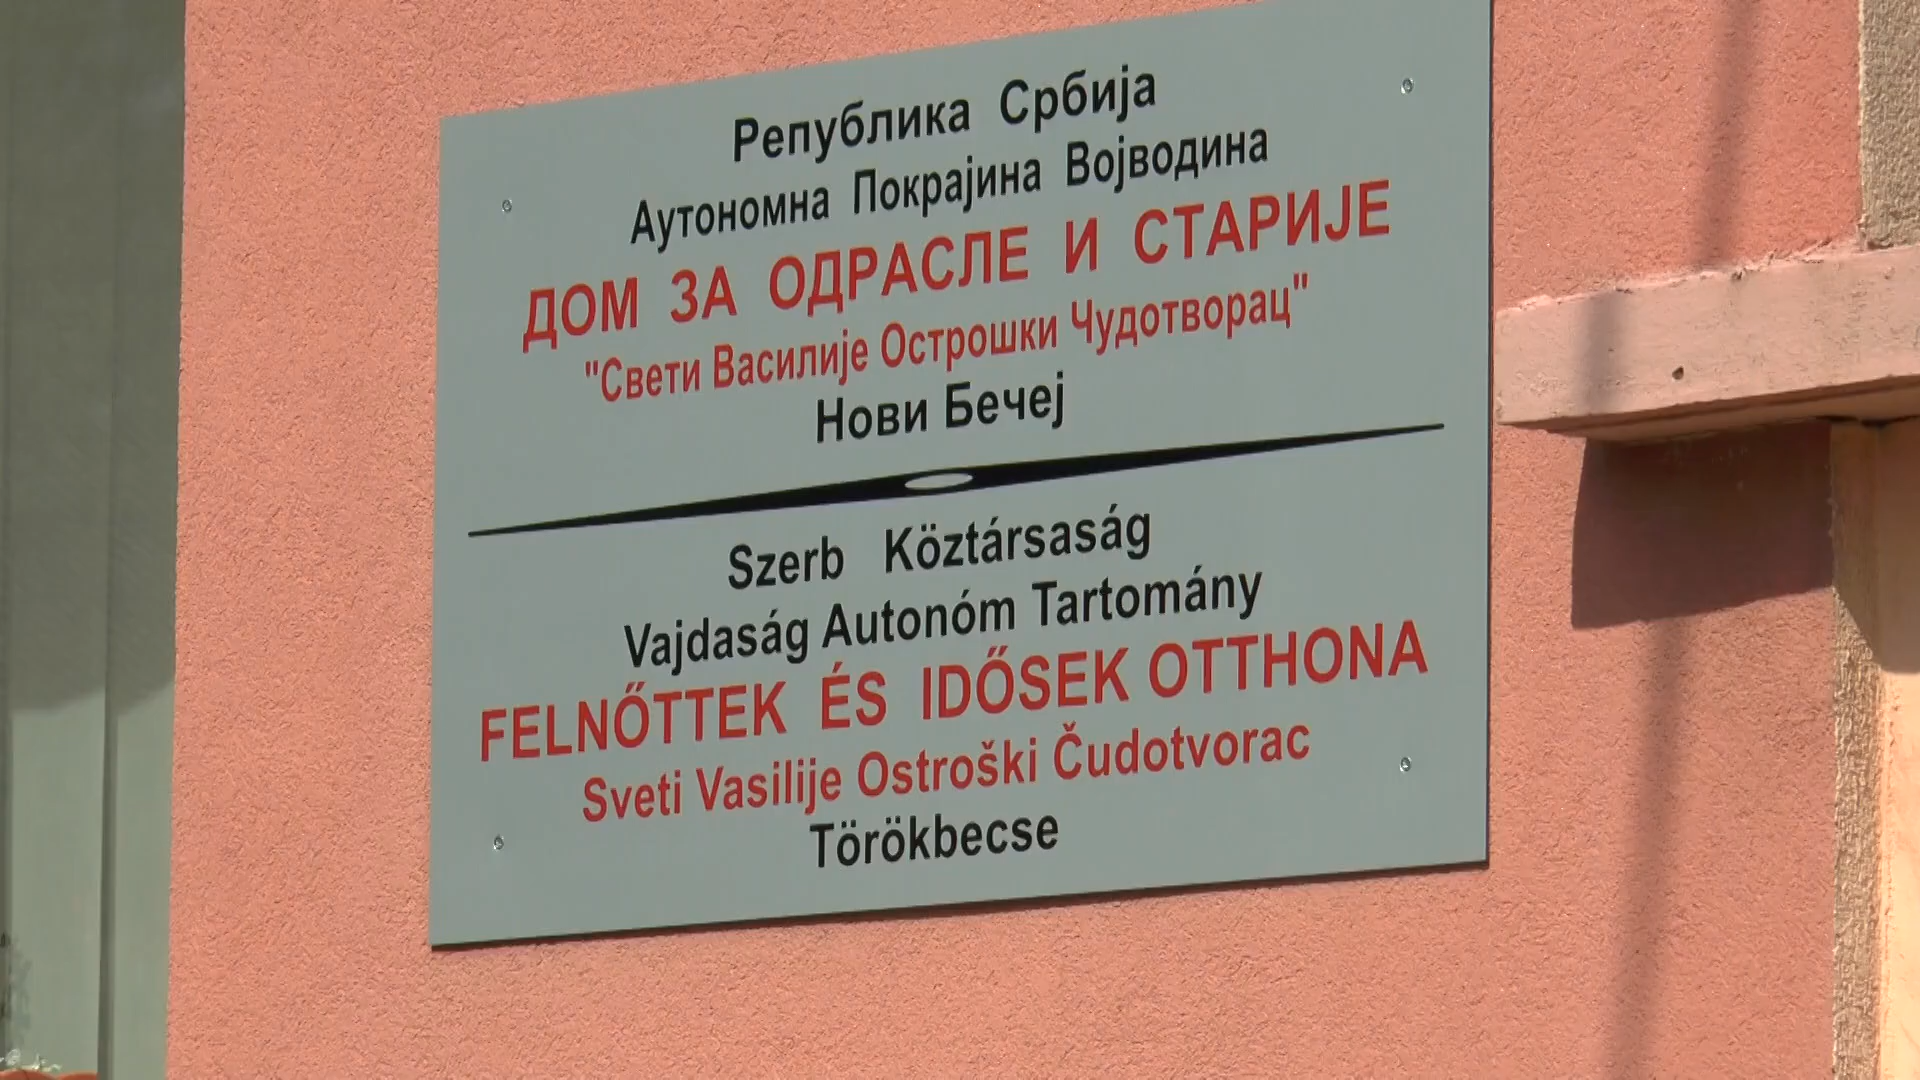 Република Србија
Аутономна Покрајина Војводина
ДОМ ЗА ОДРАСЛЕ И СТАРИЈЕ
"Свети Василије Острошки Чудотворац"
Нови Бечеј
Szerb Köztársaság
Vajdaság Autonóm Tartomány
FELNŐTTEK ÉS IDŐSEK OTTHONA
Sveti Vasilije Ostroški Čudotvorac
Törökbecse